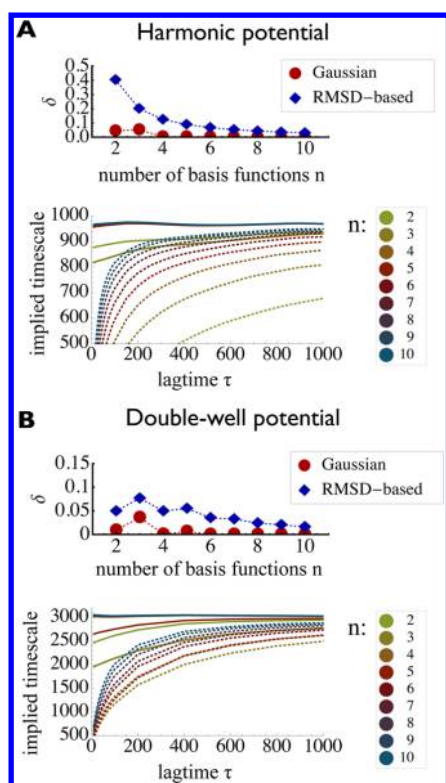 A
Harmonic potential
0.5
0.4
0.3
0.2
0.1
0.0
δ
2 4 6 8 10
number of basis functions n
Gaussian
RMSD−based
1000
900
800
700
600
500
implied timescale
0 200 400 600 800 1000
lagtime τ
n:
2
3
4
5
6
7
8
9
10
B
Double-well potential
0.15
0.1
0.05
0
δ
2 4 6 8 10
number of basis functions n
Gaussian
RMSD−based
3000
2500
2000
1500
1000
500
implied timescale
0 200 400 600 800 1000
lagtime τ
n:
2
3
4
5
6
7
8
9
10